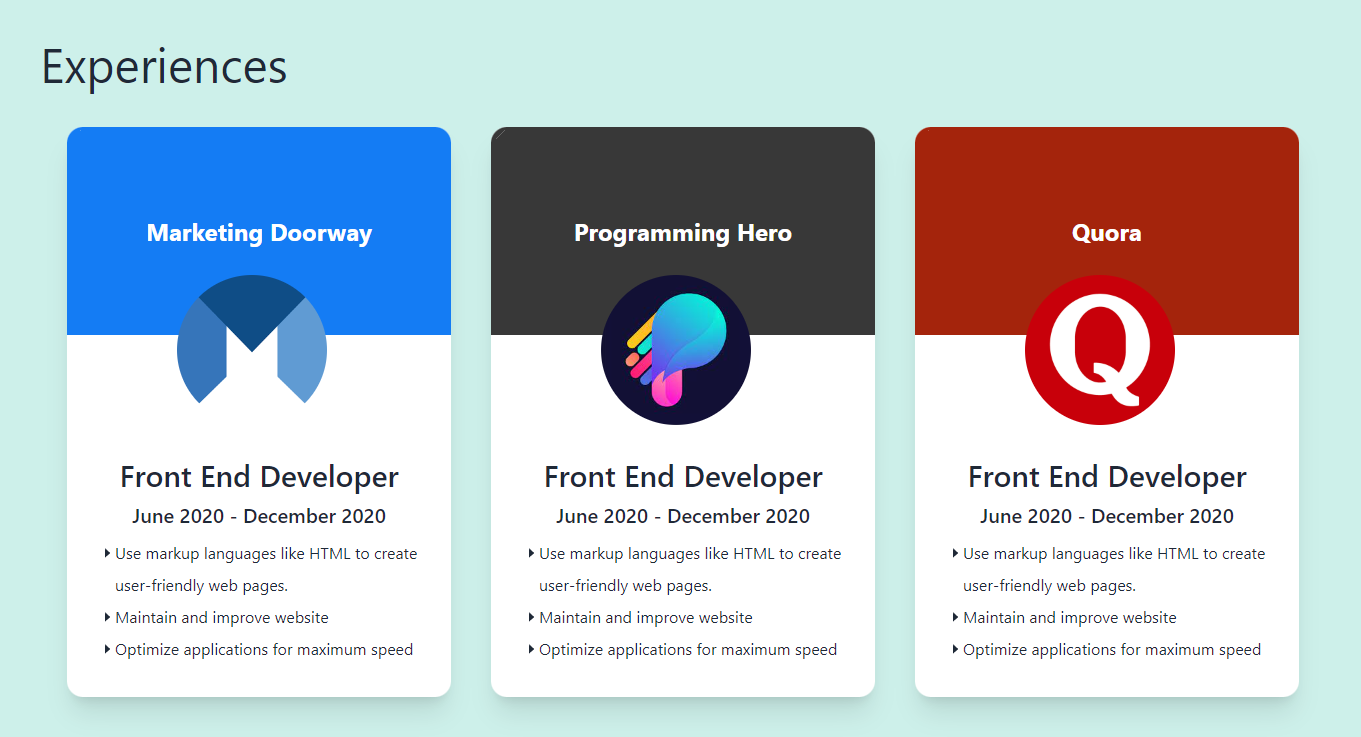 Experiences
Marketing Doorway
Front End Developer
June 2020 - December 2020
Use markup languages like HTML to create
user-friendly web pages.
Maintain and improve website
Optimize applications for maximum speed
Programming Hero
Front End Developer
June 2020 - December 2020
Use markup languages like HTML to create
user-friendly web pages.
Maintain and improve website
Optimize applications for maximum speed
Quora
Q
Front End Developer
June 2020 - December 2020
Use markup languages like HTML to create
user-friendly web pages.
Maintain and improve website
Optimize applications for maximum speed